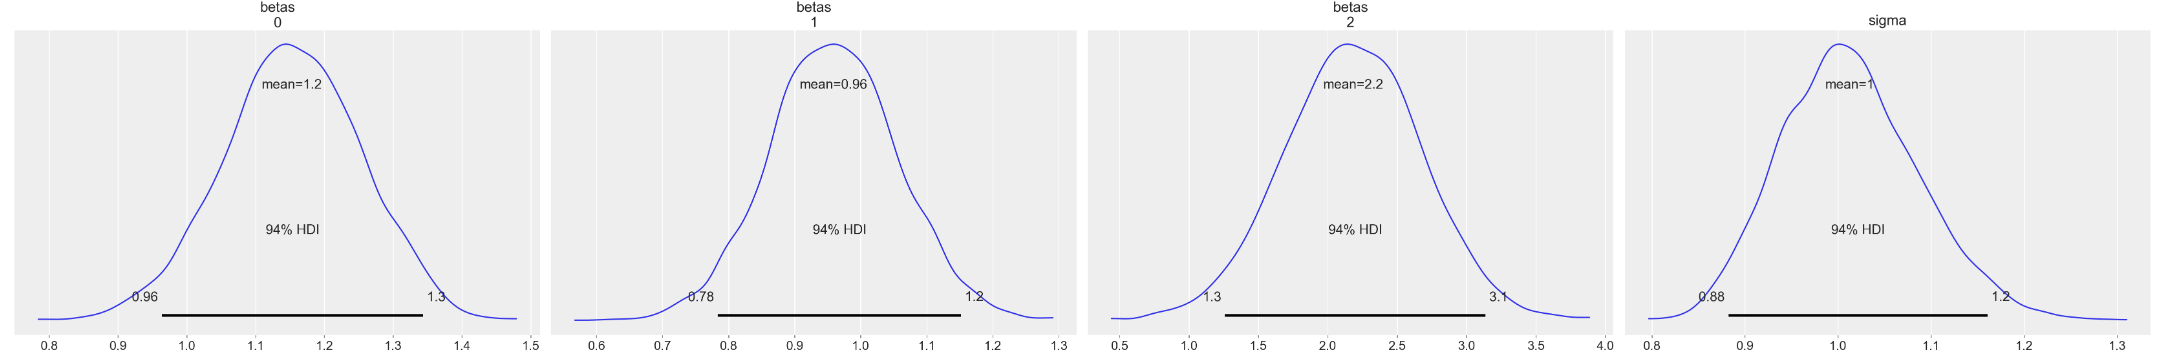 betas
0
mean=1.2
94% HDI
0.96 1.3
0.8 0.9 1.0 1.1 1.2 1.3 1.4 1.5
betas
1
mean=0.96
94% HDI
0.78 1.2
0.6 0.7 0.8 0.9 1.0 1.1 1.2 1.3
betas
2
mean=2.2
94% HDI
1.3 3.1
0.5 1.0 1.5 2.0 2.5 3.0 3.5 4.0
sigma
mean=1
94% HDI
0.88 1.2
0.8 0.9 1.0 1.1 1.2 1.3